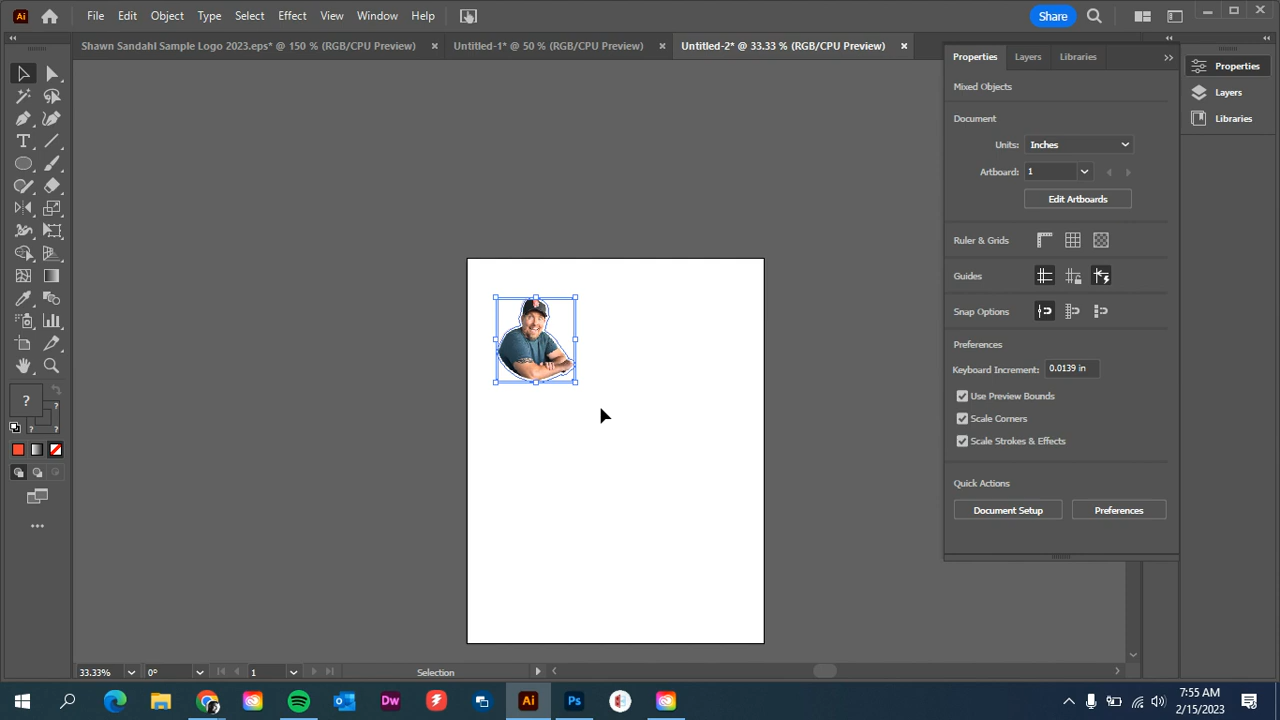 Ai File Edit Object Type Select Effect View Window Help Share
Shawn Sandahl Sample Logo 2023.eps* @ 150 % (RGB/CPU Preview) × Untitled-1* @ 50 % (RGB/CPU Preview) × Untitled-2* @ 33.33 % (RGB/CPU Preview) ×
Properties Layers Libraries
Properties
Mixed Objects
Layers
Document
Libraries
Units: Inches
Artboard: 1
Edit Artboards
Ruler & Grids
Guides
Snap Options
Preferences
Keyboard Increment: 0.0139 in
Use Preview Bounds
? Scale Corners
? ?
Scale Strokes & Effects
Quick Actions
Document Setup Preferences
33.33% 0° 1 Selection
Dw Ai Ps 7:55 AM
2/15/2023